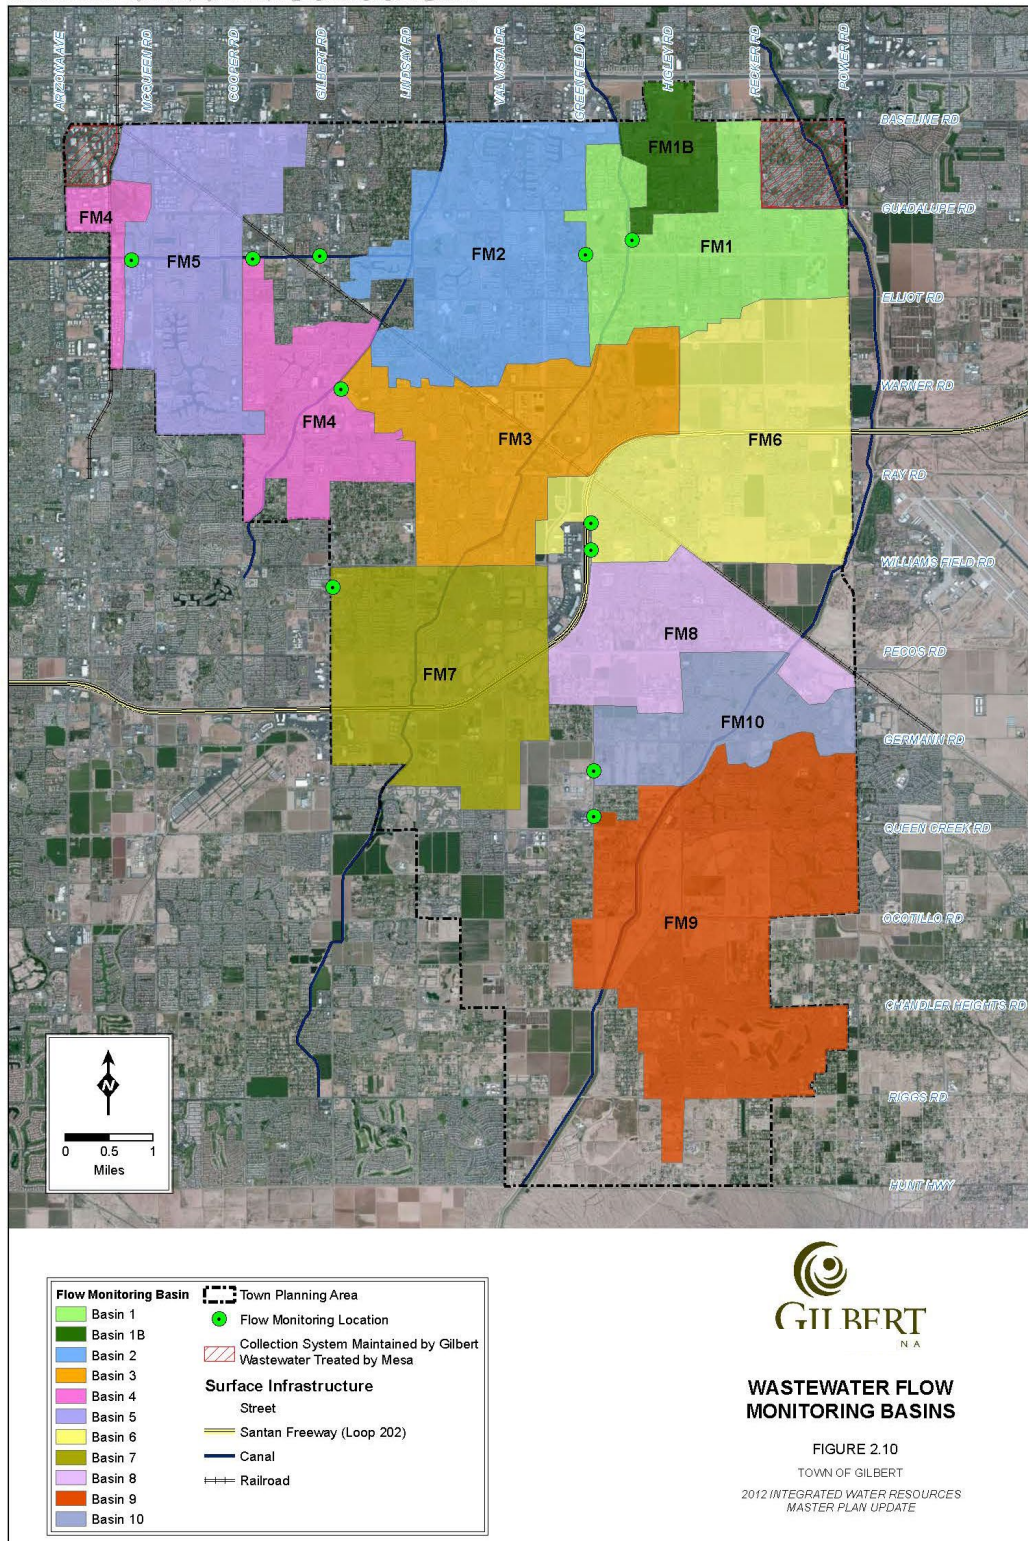 ARIZONA AVE
MCQUEEN RD
COOPER RD
GILBERT RD
LINDSAY RD
VAL VISTA DR
GREENFIELD RD
HIGLEY RD
RECKER RD
POWER RD
BASELINE RD
FM1B
GUADALUPE RD
FM4
FM5
FM2
FM1
ELLIOT RD
WARNER RD
FM4
FM3
FM6
RAY RD
WILLIAMS FIELD RD
FM8
PECOS RD
FM7
FM10
GERMANN RD
QUEEN CREEK RD
FM9
OCOTILLO RD
CHANDLER HEIGHTS RD
RIGGS RD
HUNT HWY
N
0 0.5 1
Miles
Flow Monitoring Basin
Basin 1
Basin 1B
Basin 2
Basin 3
Basin 4
Basin 5
Basin 6
Basin 7
Basin 8
Basin 9
Basin 10
Town Planning Area
Flow Monitoring Location
Collection System Maintained by Gilbert
Wastewater Treated by Mesa
Surface Infrastructure
Street
Santan Freeway (Loop 202)
Canal
Railroad
GILBERT
NA
WASTEWATER FLOW
MONITORING BASINS
FIGURE 2.10
TOWN OF GILBERT
2012 INTEGRATED WATER RESOURCES
MASTER PLAN UPDATE